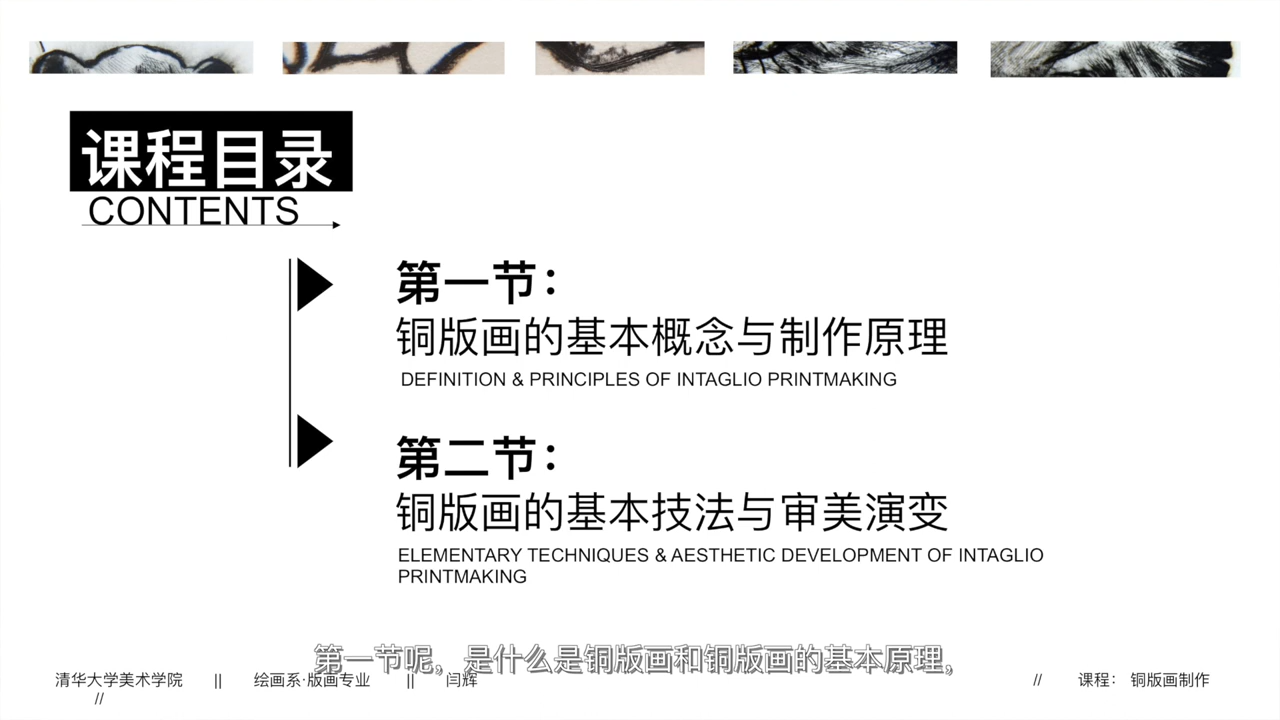 课程目录
CONTENTS
第一节：
铜版画的基本概念与制作原理
DEFINITION & PRINCIPLES OF INTAGLIO PRINTMAKING
第二节：
铜版画的基本技法与审美演变
ELEMENTARY TECHNIQUES & AESTHETIC DEVELOPMENT OF INTAGLIO
PRINTMAKING
第一节呢，是什么是铜版画和铜版画的基本原理，
清华大学美术学院 || 绘画系·版画专业 || 闫辉 // 课程： 铜版画制作
//